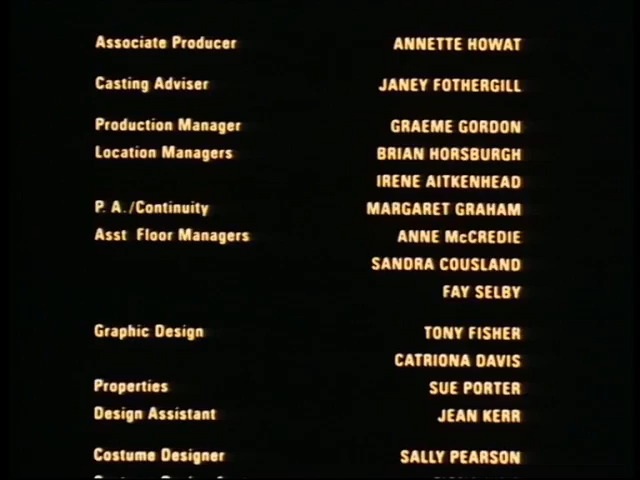 Associate Producer ANNETTE HOWAT
Casting Adviser JANEY FOTHERGILL
Production Manager GRAEME GORDON
Location Managers BRIAN HORSBURGH
IRENE AITKENHEAD
P. A./Continuity MARGARET GRAHAM
Asst Floor Managers ANNE McCREDIE
SANDRA COUSLAND
FAY SELBY
Graphic Design TONY FISHER
CATRIONA DAVIS
Properties SUE PORTER
Design Assistant JEAN KERR
Costume Designer SALLY PEARSON